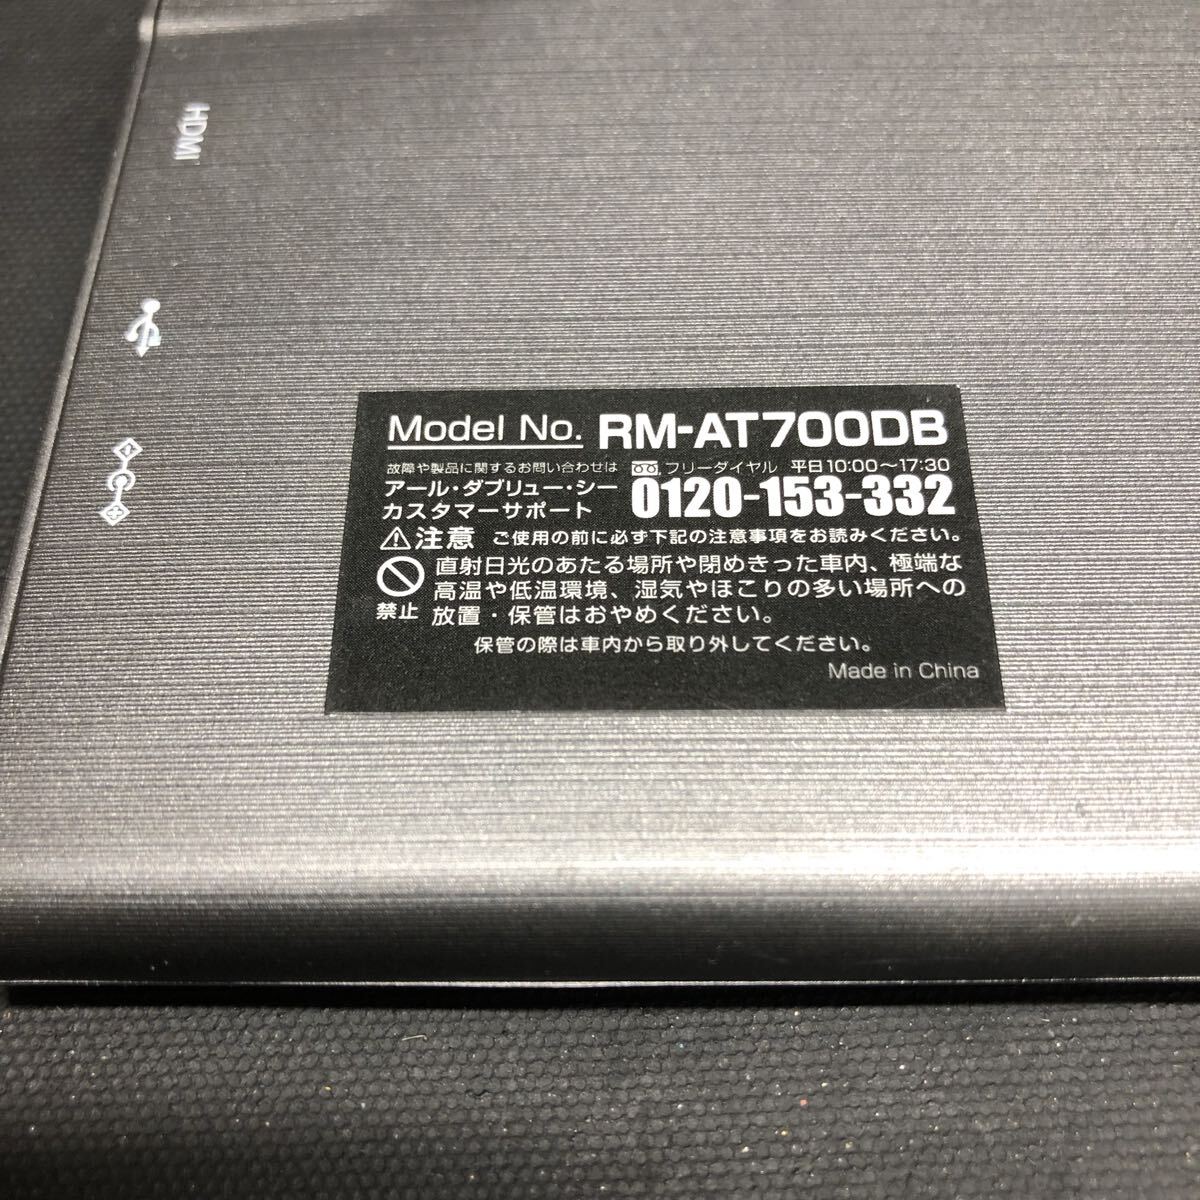 HDMI
Model No. RM-AT700DB
故障や製品に関するお問い合わせは フリーダイヤル 平日10:00～17:30
アール・ダブリュー・シー
カスタマーサポート 0120-153-332
⚠注意 ご使用の前に必ず下記の注意事項をお読みください。
直射日光のあたる場所や閉めきった車内、極端な
高温や低温環境、湿気やほこりの多い場所への
禁止 放置・保管はおやめください。
保管の際は車内から取り外してください。
Made in China